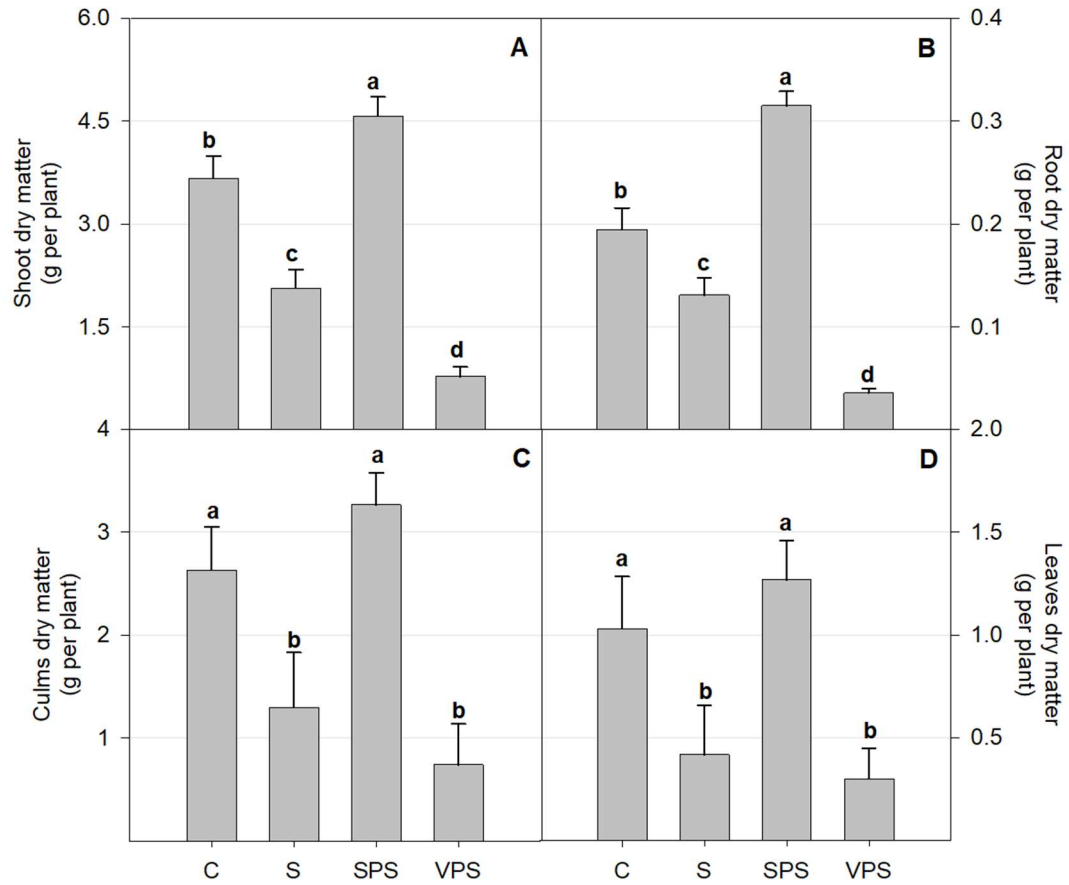 6.0
4.5
3.0
1.5
Shoot dry matter
(g per plant)
A
b
c
a
d
B
b
c
a
d
0.4
0.3
0.2
0.1
Root dry matter
(g per plant)
4
3
2
1
Culms dry matter
(g per plant)
C
a
b
a
b
D
a
b
a
b
2.0
1.5
1.0
0.5
Leaves dry matter
(g per plant)
C S SPS VPS C S SPS VPS